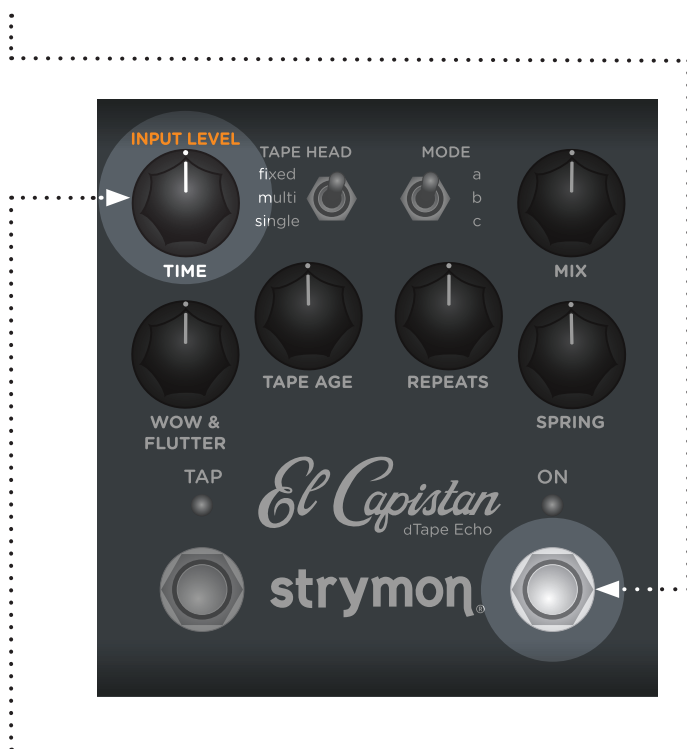 INPUT LEVEL
TAPE HEAD
MODE
fixed
multi
single
a
b
c
TIME
MIX
TAPE AGE
REPEATS
WOW &
FLUTTER
SPRING
TAP
ON
El Capistan
dTape Echo
strymon®